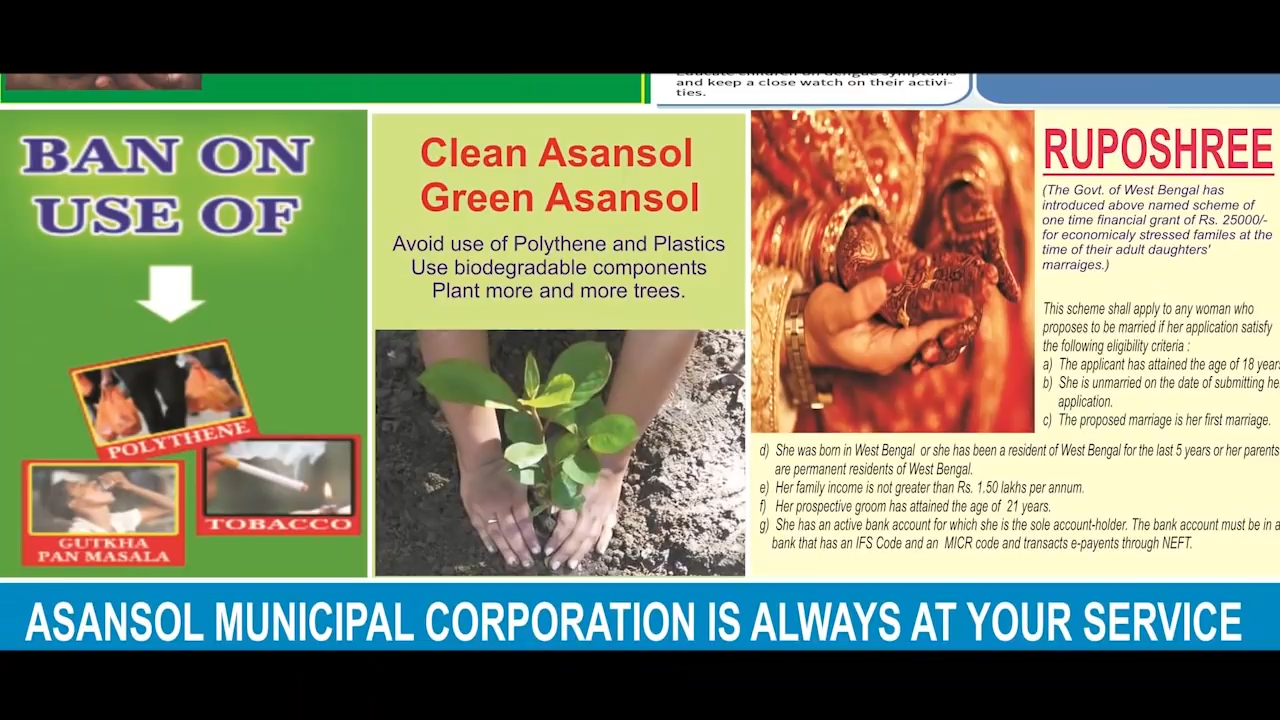 Educate children on dengue symptoms
and keep a close watch on their activi-
ties.
BAN ON
USE OF
POLYTHENE
TOBACCO
GUTKHA
PAN MASALA
Clean Asansol
Green Asansol
Avoid use of Polythene and Plastics
Use biodegradable components
Plant more and more trees.
RUPOSHREE
(The Govt. of West Bengal has
introduced above named scheme of
one time financial grant of Rs. 25000/-
for economicaly stressed familes at the
time of their adult daughters'
marraiges.)
This scheme shall apply to any woman who
proposes to be married if her application satisfy
the following eligibility criteria :
a) The applicant has attained the age of 18 years
b) She is unmarried on the date of submitting he
application.
c) The proposed marriage is her first marriage.
d) She was born in West Bengal or she has been a resident of West Bengal for the last 5 years or her parents
are permanent residents of West Bengal.
e) Her family income is not greater than Rs. 1.50 lakhs per annum.
f) Her prospective groom has attained the age of 21 years.
g) She has an active bank account for which she is the sole account-holder. The bank account must be in a
bank that has an IFS Code and an MICR code and transacts e-payents through NEFT.
ASANSOL MUNICIPAL CORPORATION IS ALWAYS AT YOUR SERVICE